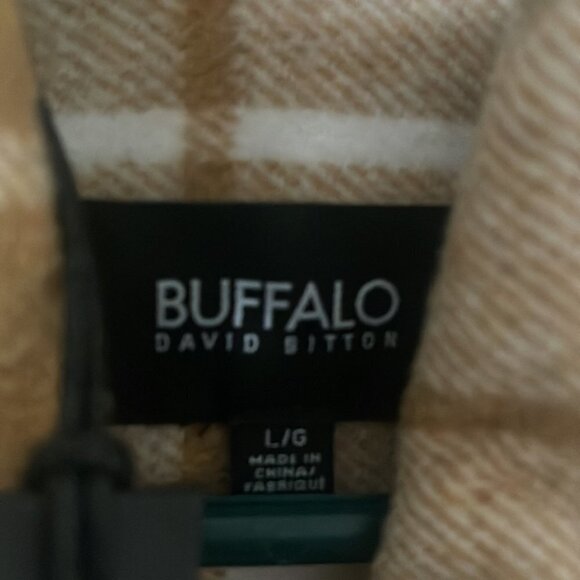 BUFFALO
DAVID BITTON
L/G
MADE IN
CHINA/
FABRIQUÉ